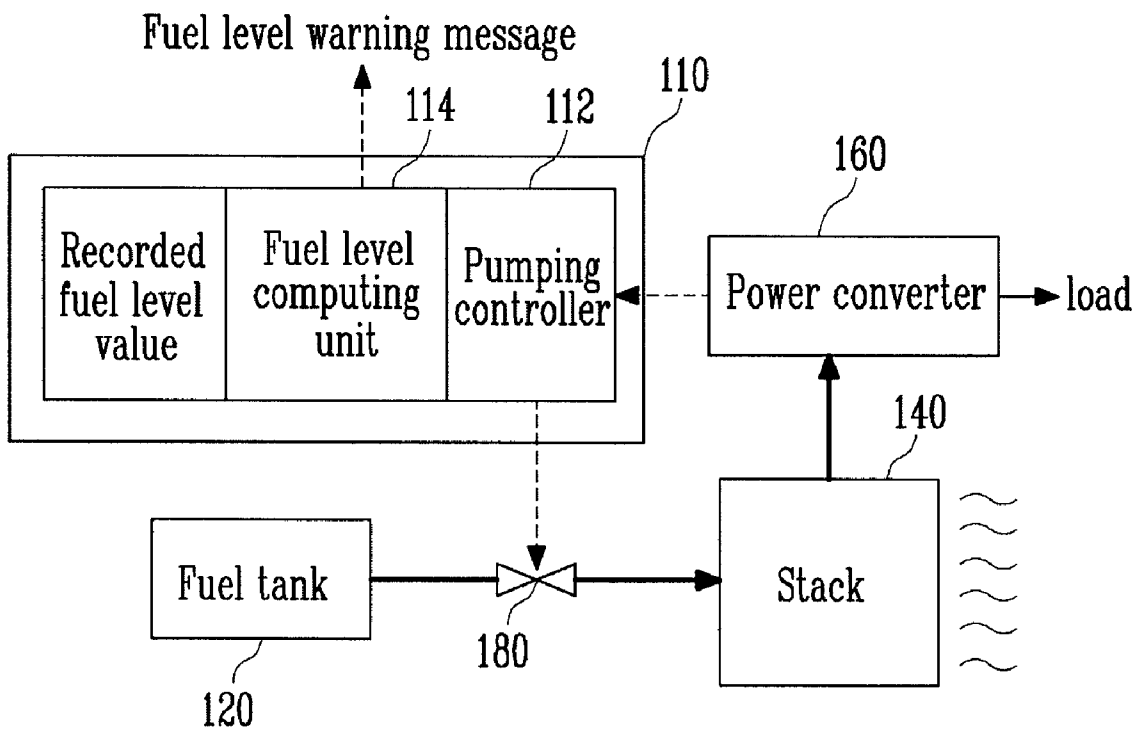 Fuel level warning message
110
114
112
160
Recorded
fuel level
value
Fuel level
computing
unit
Pumping
controller
Power converter
load
140
Fuel tank
Stack
180
120